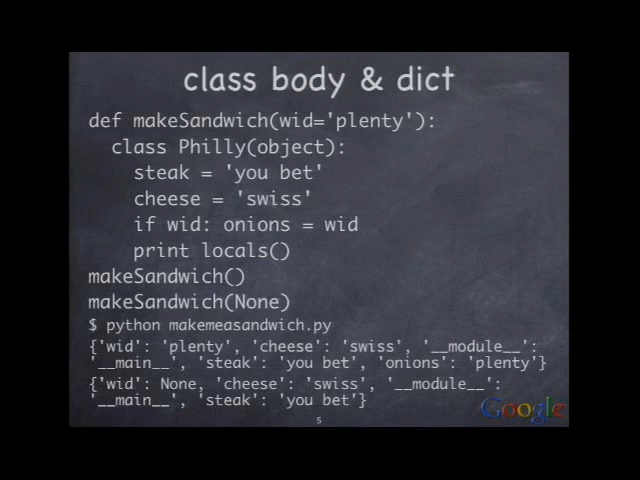 class body & dict
def makeSandwich(wid='plenty'):
class Philly(object):
steak = 'you bet'
cheese = 'swiss'
if wid: onions = wid
print locals()
makeSandwich()
makeSandwich(None)
$ python makemeasandwich.py
{'wid': 'plenty', 'cheese': 'swiss', '__module__':
'__main__', 'steak': 'you bet', 'onions': 'plenty'}
{'wid': None, 'cheese': 'swiss', '__module__':
'__main__', 'steak': 'you bet'}
5
Google